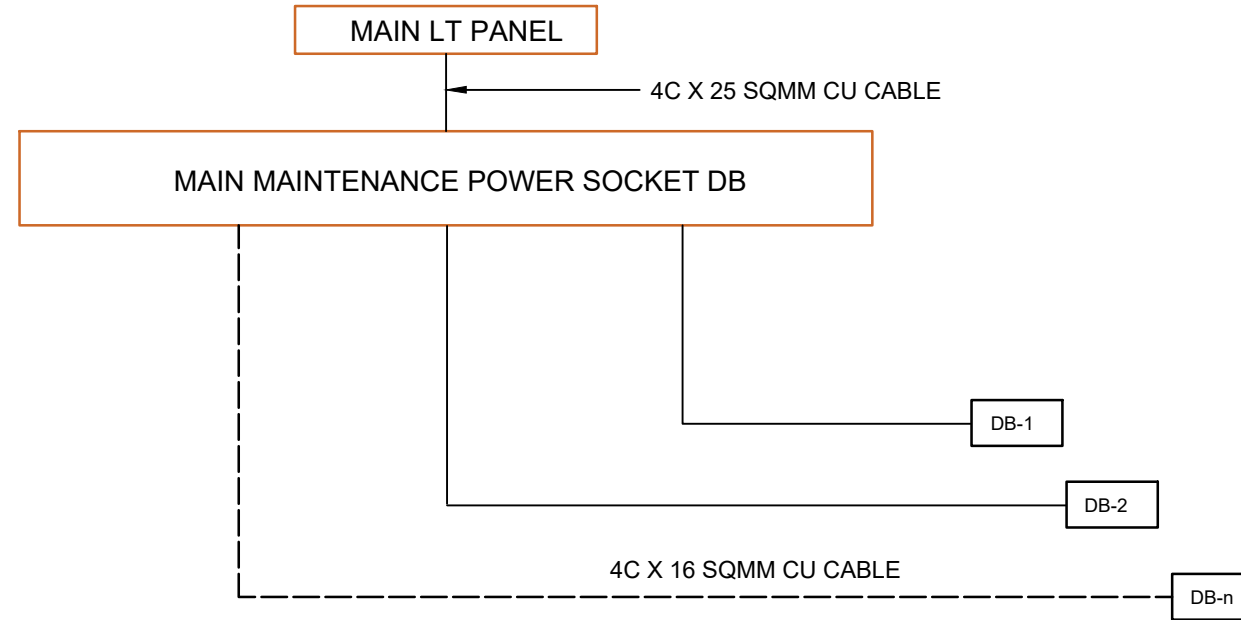 MAIN LT PANEL
4C X 25 SQMM CU CABLE
MAIN MAINTENANCE POWER SOCKET DB
DB-1
DB-2
4C X 16 SQMM CU CABLE
DB-n